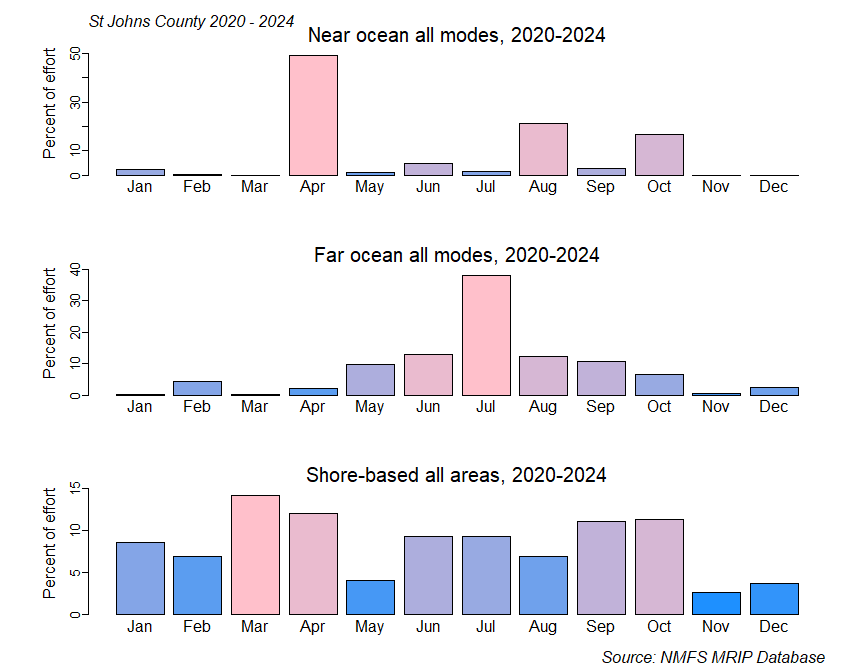 St Johns County 2020 - 2024
Near ocean all modes, 2020-2024
Percent of effort
50
30
10
0
Jan Feb Mar Apr May Jun Jul Aug Sep Oct Nov Dec
Far ocean all modes, 2020-2024
Percent of effort
40
30
20
10
0
Jan Feb Mar Apr May Jun Jul Aug Sep Oct Nov Dec
Shore-based all areas, 2020-2024
Percent of effort
15
10
5
0
Jan Feb Mar Apr May Jun Jul Aug Sep Oct Nov Dec
Source: NMFS MRIP Database